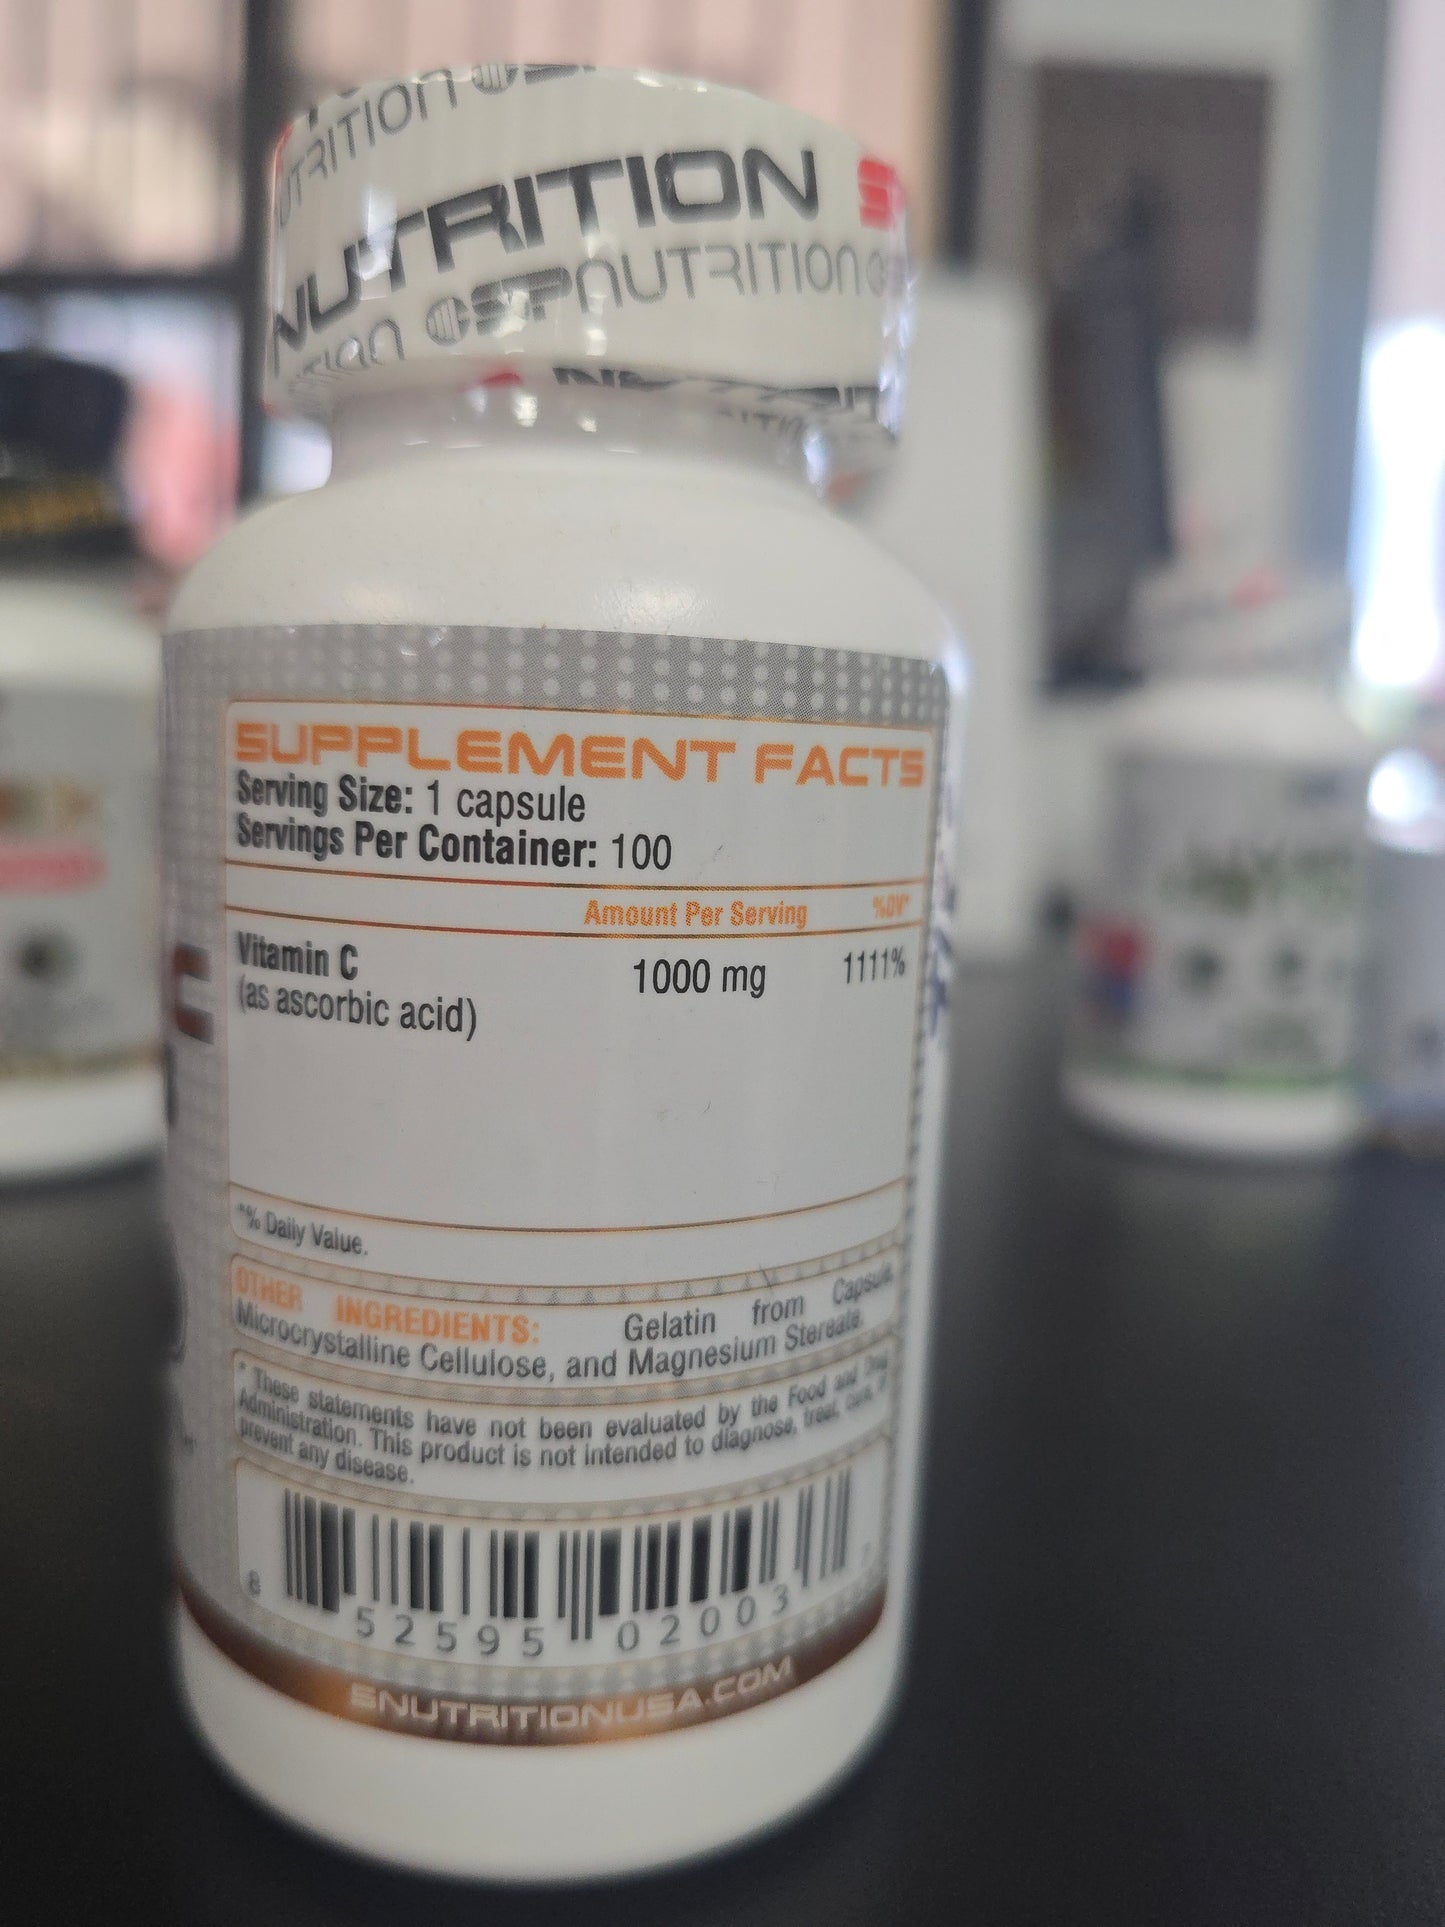 NUTRITION
NUTRITION S
SPNUTRITION
SUPPLEMENT FACTS
Serving Size: 1 capsule
Servings Per Container: 100
Amount Per Serving %DV*
Vitamin C 1000 mg 1111%
(as ascorbic acid)
*% Daily Value.
OTHER INGREDIENTS: Gelatin from Capsule,
Microcrystalline Cellulose, and Magnesium Stereate.
* These statements have not been evaluated by the Food and Drug
Administration. This product is not intended to diagnose, treat, cure, or
prevent any disease.
8 52595 02003 7
SNUTRITIONUSA.COM